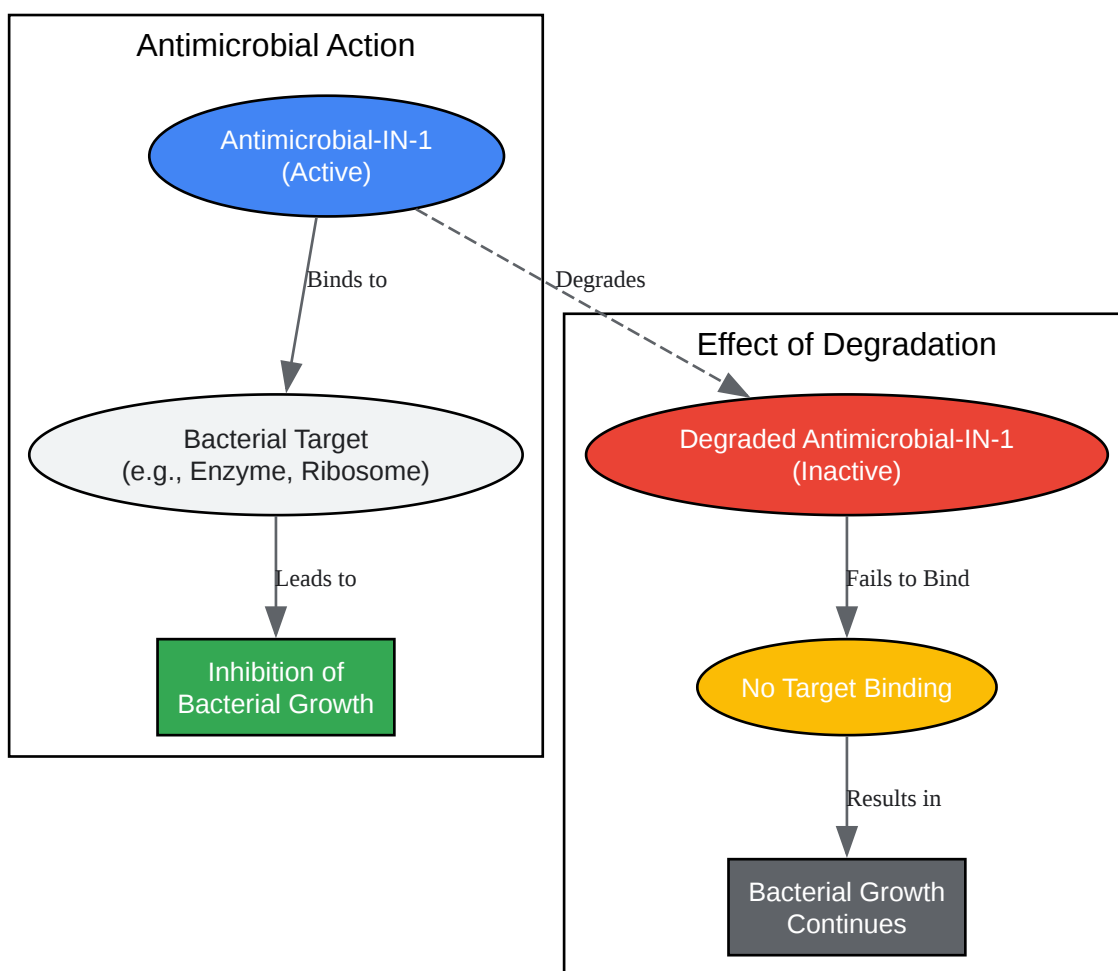 Antimicrobial Action
Antimicrobial-IN-1
(Active)
Binds to
Degrades
Bacterial Target
(e.g., Enzyme, Ribosome)
Leads to
Inhibition of
Bacterial Growth
Effect of Degradation
Degraded Antimicrobial-IN-1
(Inactive)
Fails to Bind
No Target Binding
Results in
Bacterial Growth
Continues